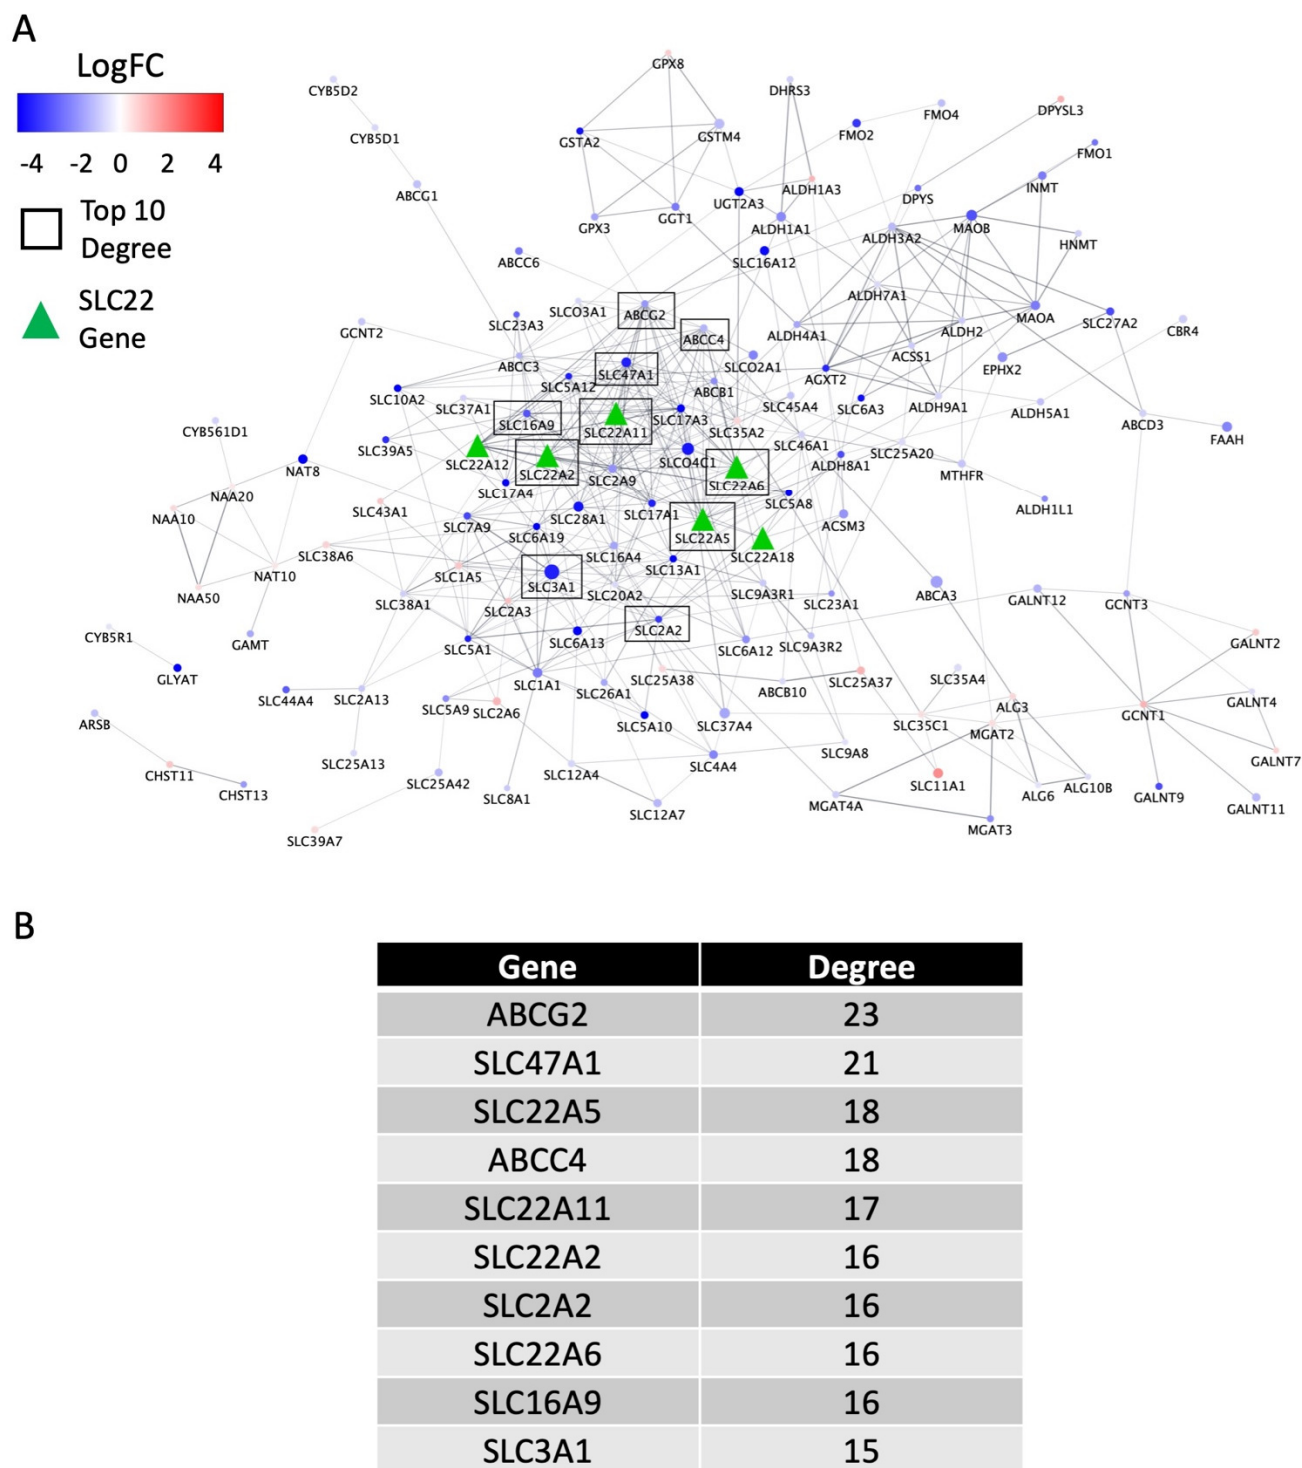 A
LogFC
-4 -2 0 2 4
Top 10
Degree
SLC22
Gene
GPX8
CYB5D2
DHRS3
DPYSL3
FMO4
FMO2
CYB5D1
GSTA2
GSTM4
FMO1
INMT
ALDH1A3
ABCG1
UGT2A3
DPYS
GGT1
GPX3
ALDH1A1
ALDH3A2
MAOB
HNMT
ABCC6
SLC16A12
ALDH7A1
SLCO3A1
ABCG2
SLC23A3
GCNT2
MAOA
SLC27A2
CBR4
ABCC4
ALDH4A1
ALDH2
ABCC3
SLCO2A1
ACSS1
EPHX2
SLC47A1
SLC5A12
ABCB1
AGXT2
SLC10A2
SLC37A1
SLC45A4
SLC6A3
ALDH9A1
ALDH5A1
SLC16A9
SLC22A11
SLC17A3
SLC35A2
CYB561D1
ABCD3
FAAH
SLC39A5
SLC46A1
SLC25A20
SLC22A12
SLC22A2
SLC2A9
SLCO4C1
ALDH8A1
NAT8
SLC22A6
MTHFR
SLC17A4
NAA20
SLC5A8
ALDH1L1
NAA10
SLC43A1
SLC28A1
SLC17A1
ACSM3
SLC7A9
SLC6A19
SLC22A5
SLC38A6
SLC16A4
SLC22A18
NAT10
SLC1A5
SLC13A1
SLC3A1
SLC20A2
SLC9A3R1
NAA50
SLC38A1
SLC2A3
SLC23A1
ABCA3
GALNT12
GCNT3
CYB5R1
GAMT
SLC2A2
GALNT2
SLC5A1
SLC6A13
SLC6A12
SLC9A3R2
GLYAT
SLC1A1
SLC25A38
SLC26A1
ABCB10
SLC25A37
SLC35A4
SLC44A4
SLC2A13
SLC5A9
SLC2A6
GALNT4
ALG3
GCNT1
ARSB
SLC5A10
SLC37A4
SLC35C1
MGAT2
SLC9A8
GALNT7
SLC25A13
SLC4A4
CHST11
SLC12A4
SLC25A42
SLC11A1
CHST13
SLC8A1
ALG6
ALG10B
GALNT9
GALNT11
MGAT4A
SLC12A7
MGAT3
SLC39A7
B
Gene Degree
ABCG2 23
SLC47A1 21
SLC22A5 18
ABCC4 18
SLC22A11 17
SLC22A2 16
SLC2A2 16
SLC22A6 16
SLC16A9 16
SLC3A1 15